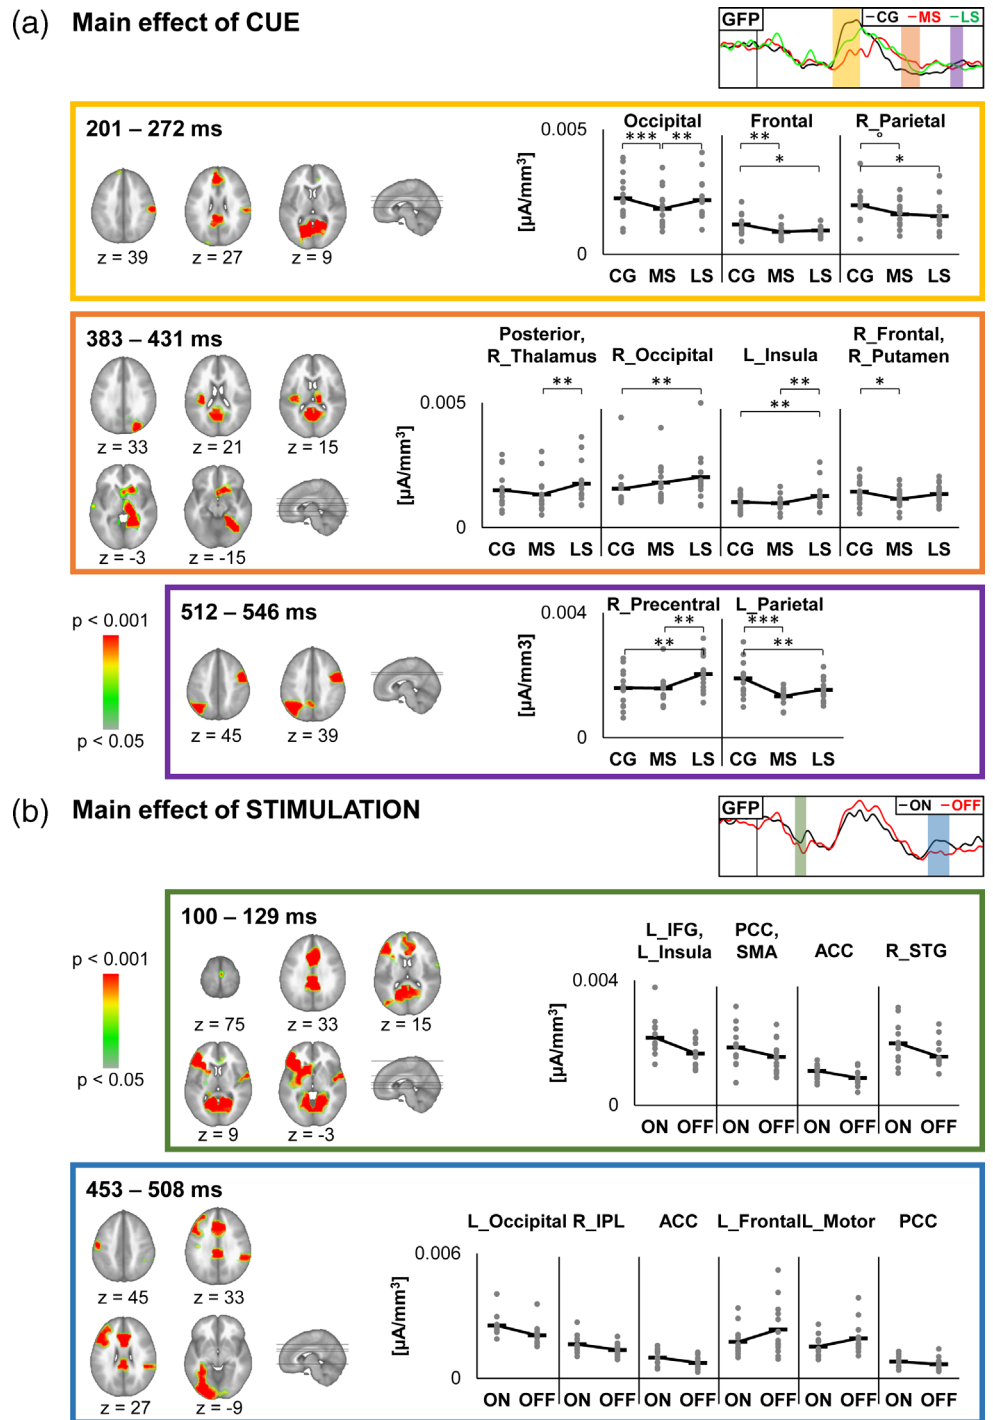 (a) Main effect of CUE
GFP –CG –MS –LS
201 – 272 ms
z = 39 z = 27 z = 9
[µA/mm³]
0.005
0
Occipital Frontal R_Parietal
*** ** ** * ° *
CG MS LS CG MS LS CG MS LS
383 – 431 ms
z = 33 z = 21 z = 15
z = -3 z = -15
[µA/mm³]
0.005
0
Posterior, R_Thalamus R_Occipital L_Insula R_Frontal, R_Putamen
** ** ** ** *
CG MS LS CG MS LS CG MS LS CG MS LS
p < 0.001
p < 0.05
512 – 546 ms
z = 45 z = 39
[µA/mm3]
0.004
0
R_Precentral L_Parietal
** ** *** **
CG MS LS CG MS LS
(b) Main effect of STIMULATION
GFP –ON –OFF
p < 0.001
p < 0.05
100 – 129 ms
z = 75 z = 33 z = 15
z = 9 z = -3
[µA/mm³]
0.004
0
L_IFG, L_Insula PCC, SMA ACC R_STG
ON OFF ON OFF ON OFF ON OFF
453 – 508 ms
z = 45 z = 33
z = 27 z = -9
[µA/mm³]
0.006
0
L_Occipital R_IPL ACC L_Frontal L_Motor PCC
ON OFF ON OFF ON OFF ON OFF ON OFF ON OFF